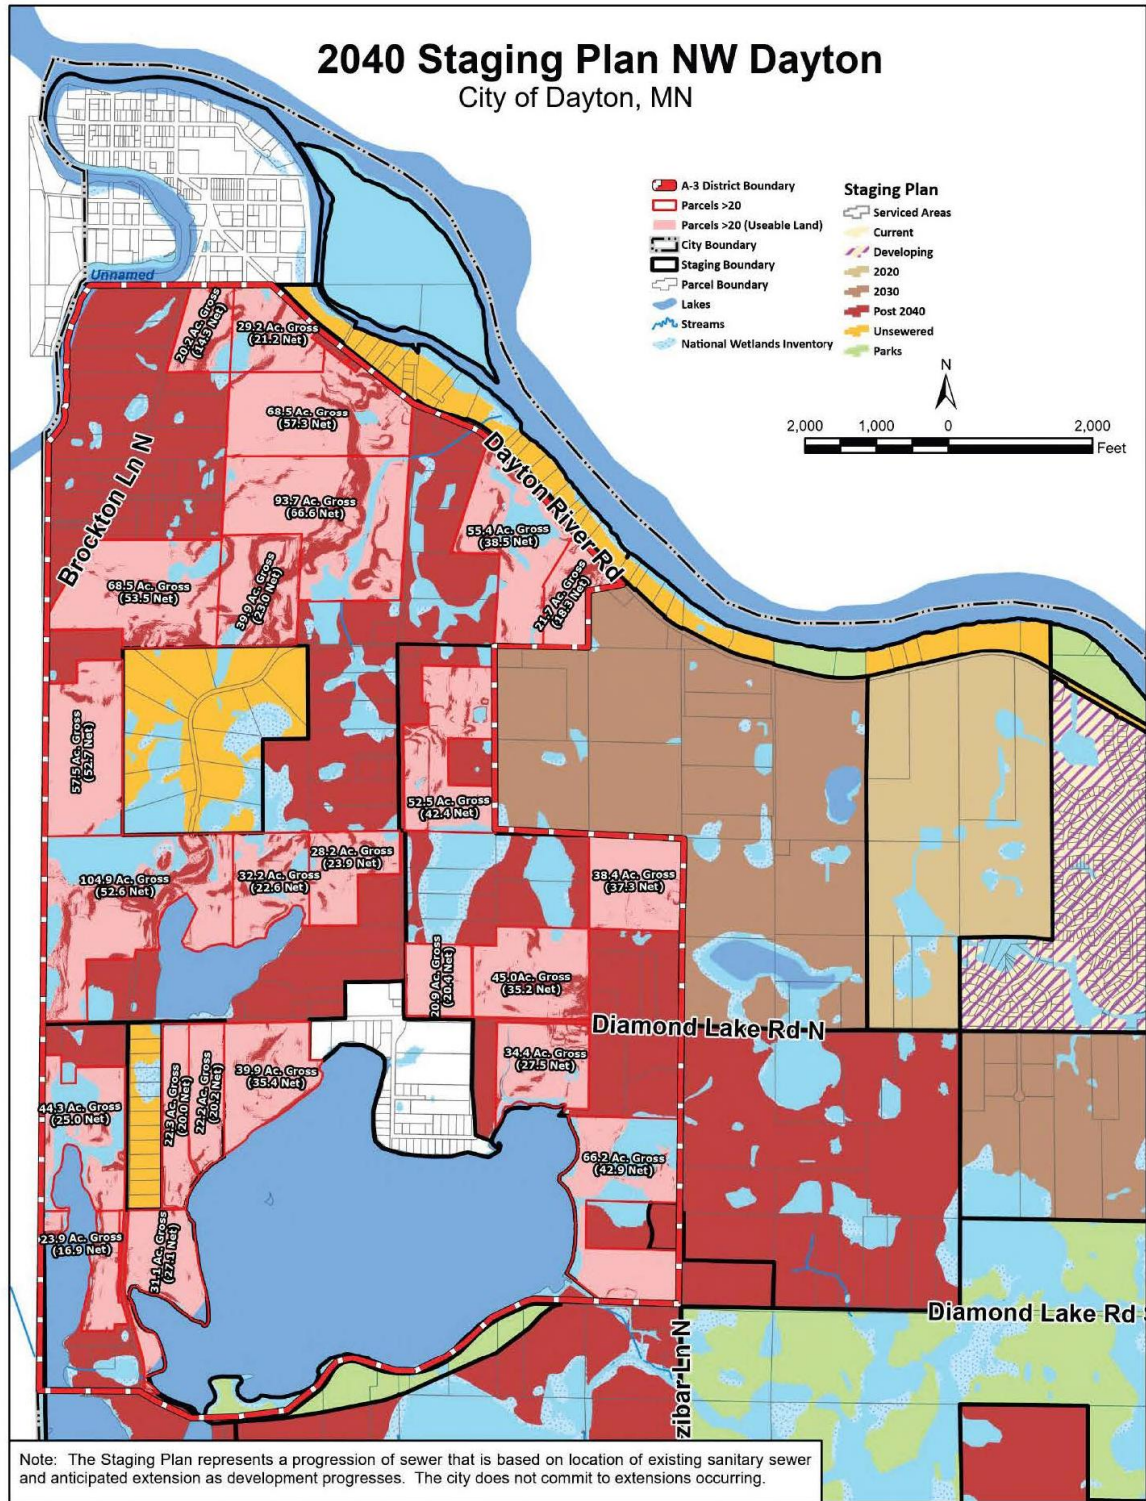 2040 Staging Plan NW Dayton
City of Dayton, MN
A-3 District Boundary
Parcels >20
Parcels >20 (Useable Land)
City Boundary
Staging Boundary
Parcel Boundary
Lakes
Streams
National Wetlands Inventory
Staging Plan
Serviced Areas
Current
Developing
2020
2030
Post 2040
Unsewered
Parks
N
2,000 1,000 0 2,000
Feet
Unnamed
20.2 Ac. Gross
(14.3 Net)
29.2 Ac. Gross
(21.2 Net)
68.5 Ac. Gross
(57.3 Net)
Brockton Ln N
Dayton River Rd
93.7 Ac. Gross
(66.6 Net)
55.4 Ac. Gross
(38.5 Net)
68.5 Ac. Gross
(53.5 Net)
39.9 Ac. Gross
(23.0 Net)
21.7 Ac. Gross
(18.3 Net)
57.5 Ac. Gross
(52.7 Net)
52.5 Ac. Gross
(42.4 Net)
28.2 Ac. Gross
(23.9 Net)
32.2 Ac. Gross
(22.6 Net)
104.9 Ac. Gross
(52.6 Net)
38.4 Ac. Gross
(37.3 Net)
20.9 Ac. Gross
(20.4 Net)
45.0 Ac. Gross
(35.2 Net)
Diamond Lake Rd N
34.4 Ac. Gross
(27.5 Net)
39.9 Ac. Gross
(35.4 Net)
22.3 Ac. Gross
(20.0 Net)
22.2 Ac. Gross
(20.2 Net)
44.3 Ac. Gross
(25.0 Net)
66.2 Ac. Gross
(42.9 Net)
23.9 Ac. Gross
(16.9 Net)
31.1 Ac. Gross
(27.1 Net)
Diamond Lake Rd S
zibar Ln N
Note: The Staging Plan represents a progression of sewer that is based on location of existing sanitary sewer
and anticipated extension as development progresses. The city does not commit to extensions occurring.